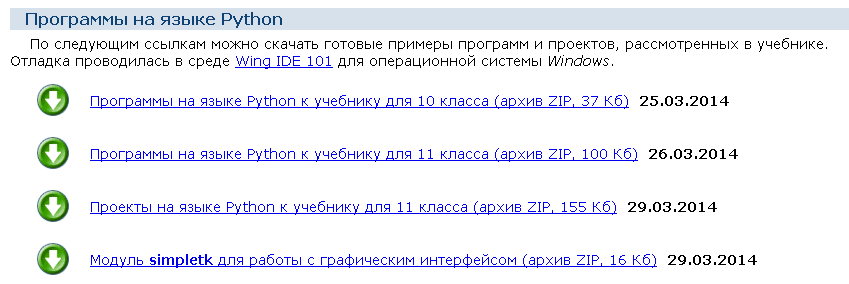 Программы на языке Python
По следующим ссылкам можно скачать готовые примеры программ и проектов, рассмотренных в учебнике.
Отладка проводилась в среде Wing IDE 101 для операционной системы Windows.
Программы на языке Python к учебнику для 10 класса (архив ZIP, 37 Кб) 25.03.2014
Программы на языке Python к учебнику для 11 класса (архив ZIP, 100 Кб) 26.03.2014
Проекты на языке Python к учебнику для 11 класса (архив ZIP, 155 Кб) 29.03.2014
Модуль simpletk для работы с графическим интерфейсом (архив ZIP, 16 Кб) 29.03.2014